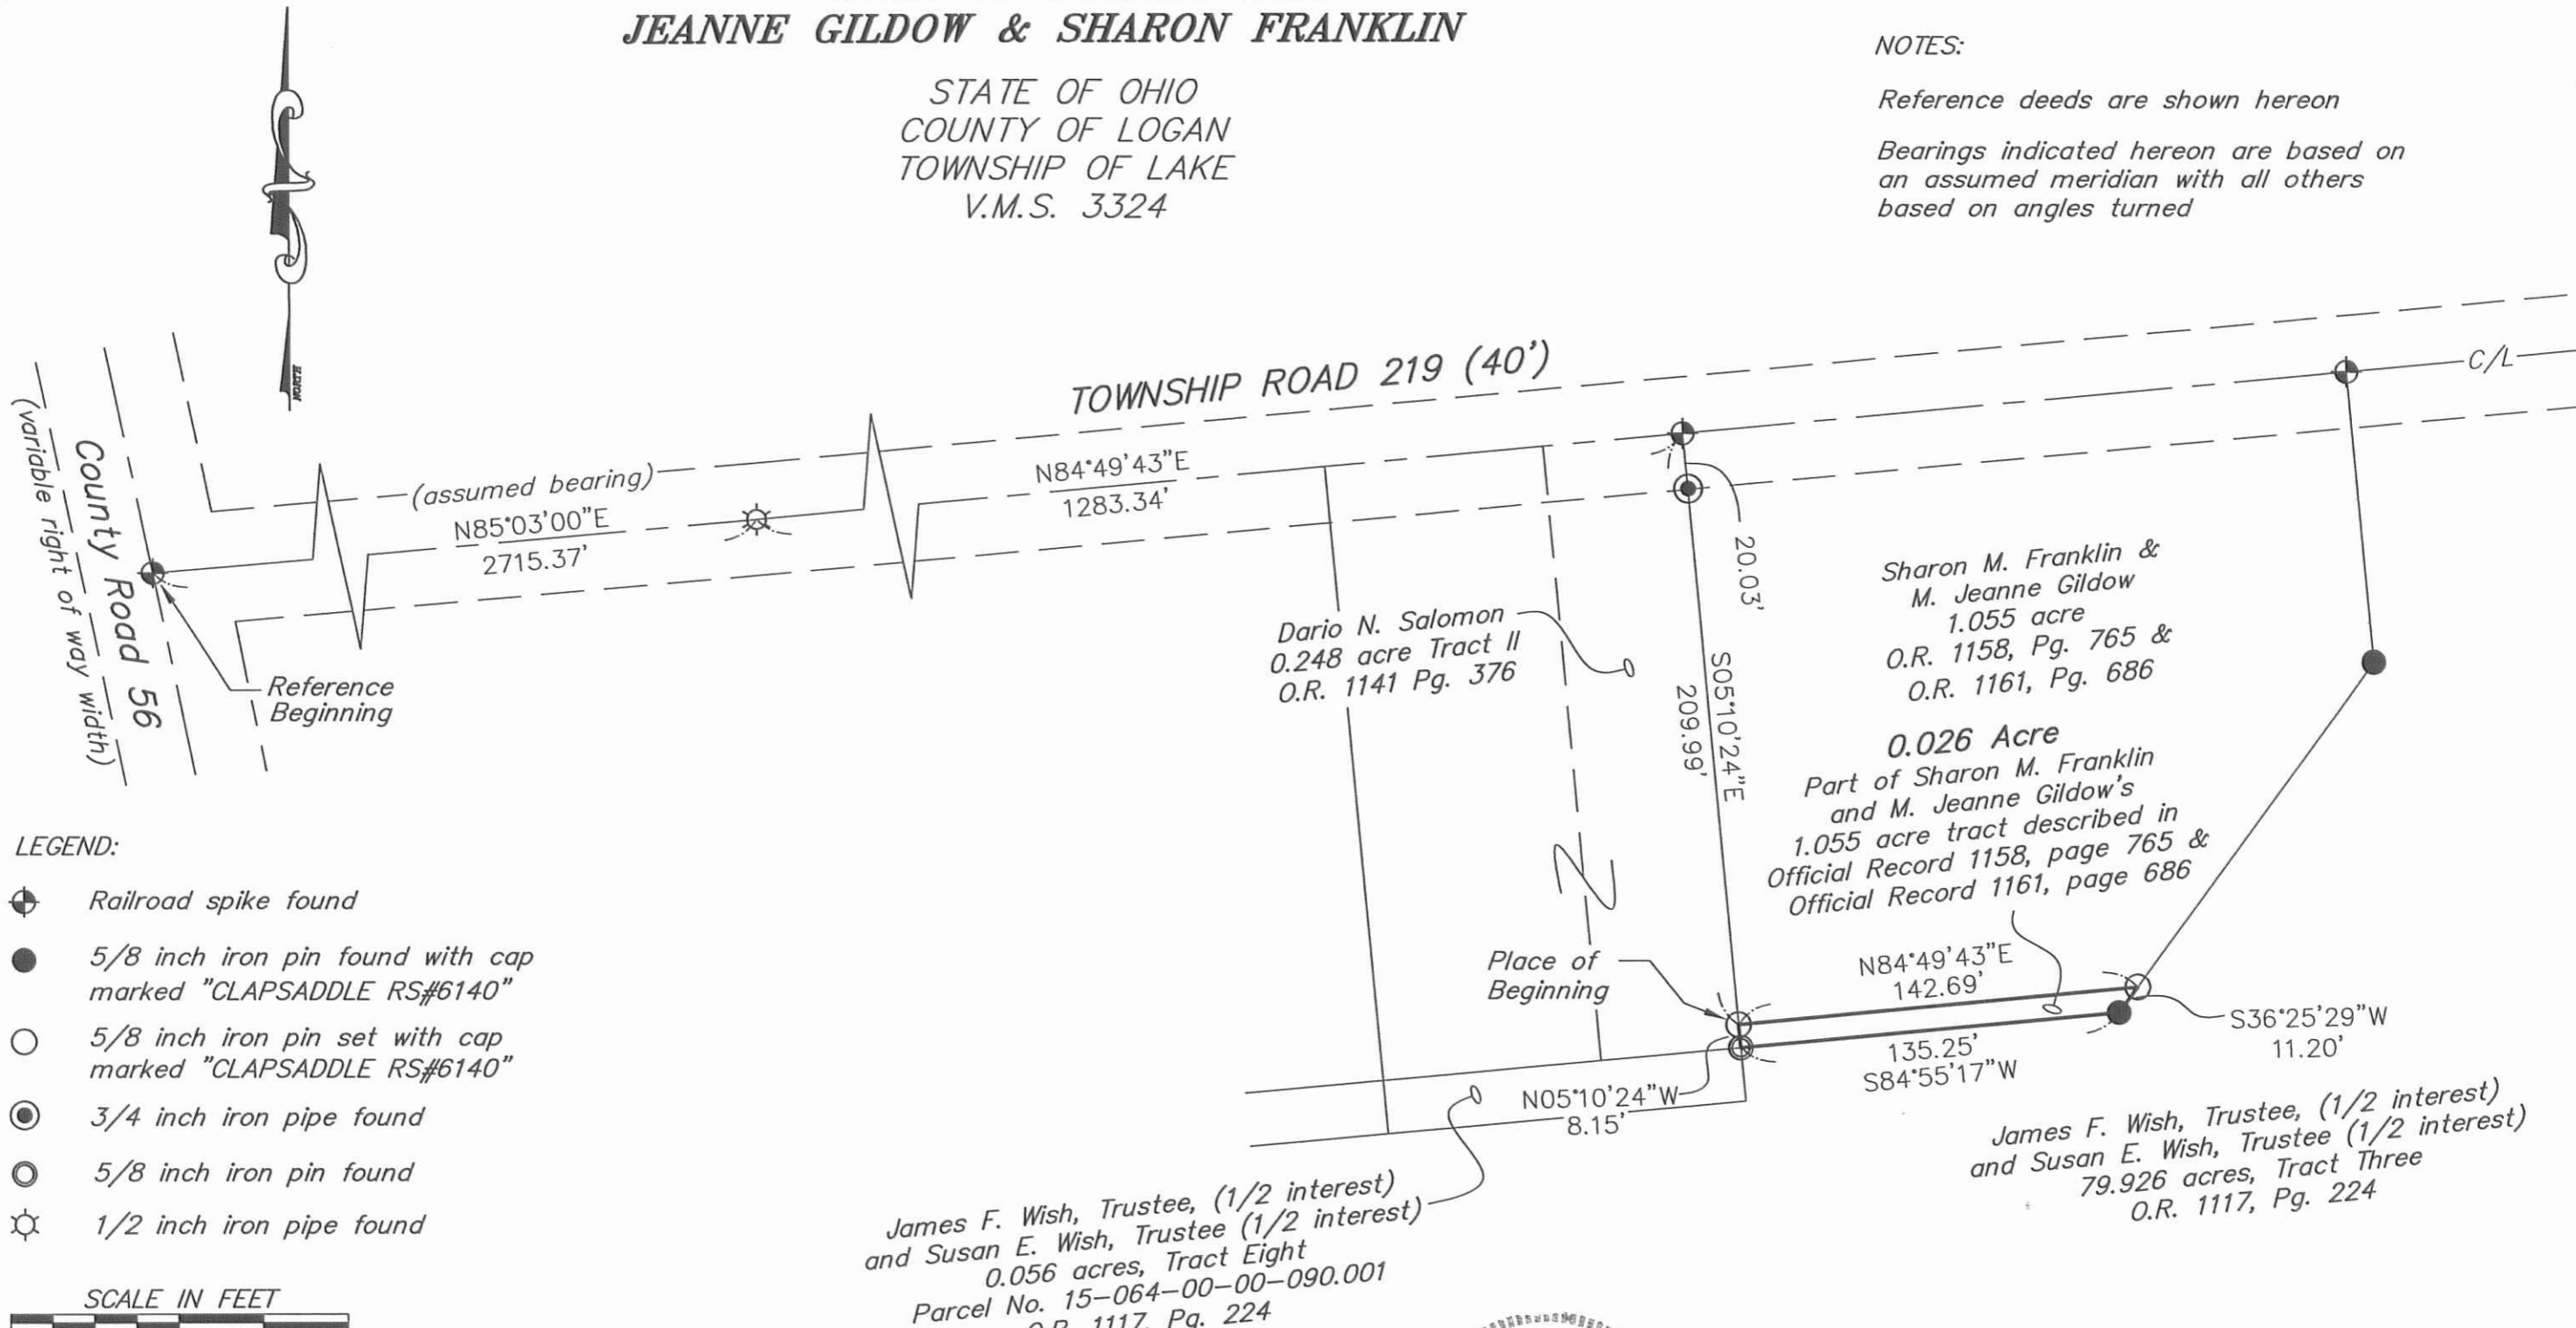 JEANNE GILDOW & SHARON FRANKLIN
STATE OF OHIO
COUNTY OF LOGAN
TOWNSHIP OF LAKE
V.M.S. 3324
NOTES:
Reference deeds are shown hereon
Bearings indicated hereon are based on
an assumed meridian with all others
based on angles turned
NORTH
TOWNSHIP ROAD 219 (40')
C/L
(assumed bearing)
N85°03'00"E
2715.37'
N84°49'43"E
1283.34'
County Road 56
(variable right of way width)
Reference
Beginning
20.03'
S05°10'24"E
209.99'
Dario N. Salomon
0.248 acre Tract II
O.R. 1141 Pg. 376
Sharon M. Franklin &
M. Jeanne Gildow
1.055 acre
O.R. 1158, Pg. 765 &
O.R. 1161, Pg. 686
0.026 Acre
Part of Sharon M. Franklin
and M. Jeanne Gildow's
1.055 acre tract described in
Official Record 1158, page 765 &
Official Record 1161, page 686
Place of
Beginning
N84°49'43"E
142.69'
S36°25'29"W
11.20'
135.25'
S84°55'17"W
N05°10'24"W
8.15'
James F. Wish, Trustee, (1/2 interest)
and Susan E. Wish, Trustee (1/2 interest)
79.926 acres, Tract Three
O.R. 1117, Pg. 224
James F. Wish, Trustee, (1/2 interest)
and Susan E. Wish, Trustee (1/2 interest)
0.056 acres, Tract Eight
Parcel No. 15-064-00-00-090.001
O.R. 1117, Pg. 224
LEGEND:
Railroad spike found
5/8 inch iron pin found with cap
marked "CLAPSADDLE RS#6140"
5/8 inch iron pin set with cap
marked "CLAPSADDLE RS#6140"
3/4 inch iron pipe found
5/8 inch iron pin found
1/2 inch iron pipe found
SCALE IN FEET